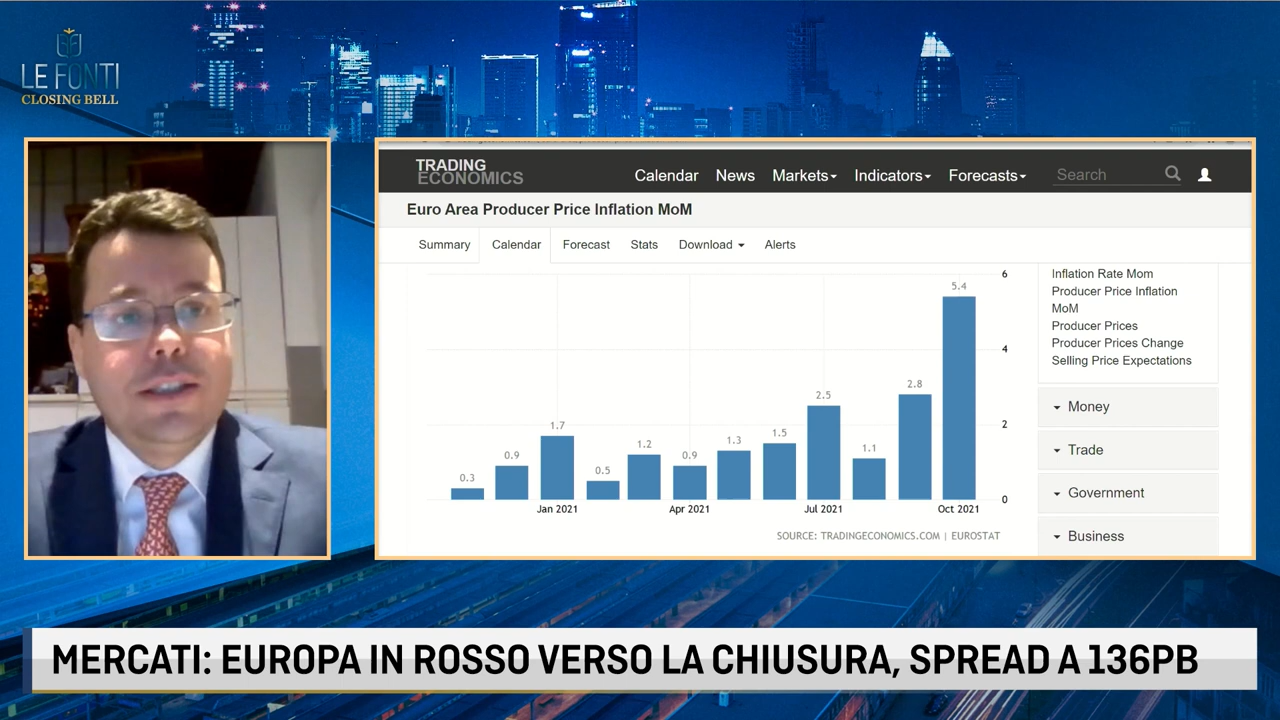 LE FONTI
CLOSING BELL
TRADING
ECONOMICS
Calendar News Markets Indicators Forecasts Search
Euro Area Producer Price Inflation MoM
Summary Calendar Forecast Stats Download Alerts
6
4
2
0
0.3
0.9
1.7
0.5
1.2
0.9
1.3
1.5
2.5
1.1
2.8
5.4
Jan 2021 Apr 2021 Jul 2021 Oct 2021
SOURCE: TRADINGECONOMICS.COM | EUROSTAT
Inflation Rate Mom
Producer Price Inflation
MoM
Producer Prices
Producer Prices Change
Selling Price Expectations
Money
Trade
Government
Business
MERCATI: EUROPA IN ROSSO VERSO LA CHIUSURA, SPREAD A 136PB